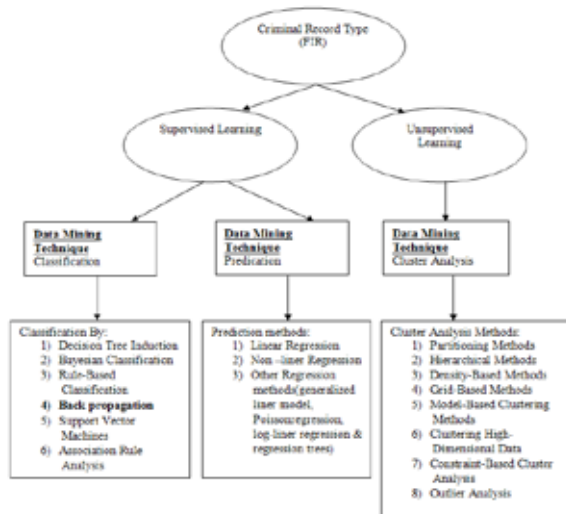 Criminal Record Type
(FIR)
Supervised Learning
Unsupervised
Learning
Data Mining
Technique
Classification
Data Mining
Technique
Predication
Data Mining
Technique
Cluster Analysis
Classification By:
1) Decision Tree Induction
2) Bayerian Classification
3) Rule-Based
Classification
4) Back propagation
5) Support Vector
Machines
6) Association Rule
Analysis
Prediction methods:
1) Linear Regression
2) Non –liner Regression
3) Other Regression
methods(generalized
liner model,
Poissonregression,
log-liner regression &
regression trees)
Cluster Analysis Methods:
1) Partitioning Methods
2) Hierarchical Methods
3) Density-Based Methods
4) Grid-Based Methods
5) Model-Based Clustering
Methods
6) Clustering High-
Dimensional Data
7) Constraint-Based Cluster
Analysis
8) Outlier Analysis